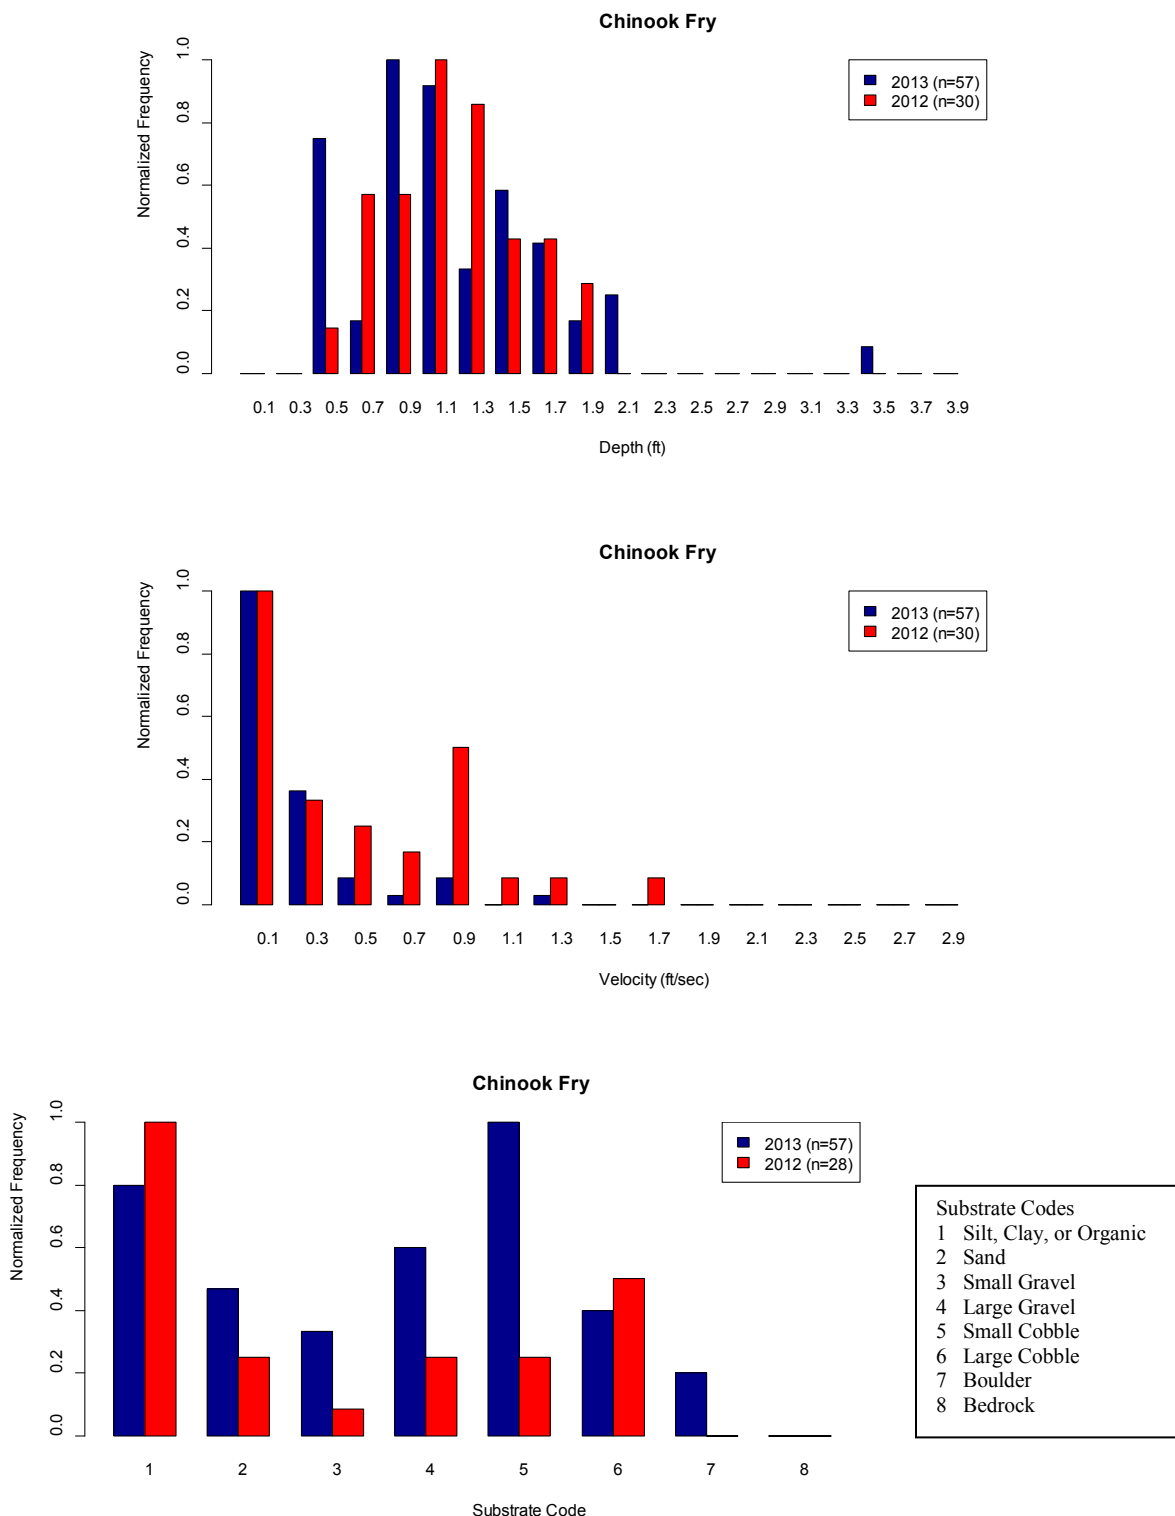 Chinook Fry
Normalized Frequency
1.0
0.8
0.6
0.4
0.2
0.0
2013 (n=57)
2012 (n=30)
0.1 0.3 0.5 0.7 0.9 1.1 1.3 1.5 1.7 1.9 2.1 2.3 2.5 2.7 2.9 3.1 3.3 3.5 3.7 3.9
Depth (ft)
Chinook Fry
Normalized Frequency
1.0
0.8
0.6
0.4
0.2
0.0
2013 (n=57)
2012 (n=30)
0.1 0.3 0.5 0.7 0.9 1.1 1.3 1.5 1.7 1.9 2.1 2.3 2.5 2.7 2.9
Velocity (ft/sec)
Chinook Fry
Normalized Frequency
1.0
0.8
0.6
0.4
0.2
0.0
2013 (n=57)
2012 (n=28)
1 2 3 4 5 6 7 8
Substrate Code
Substrate Codes
1 Silt, Clay, or Organic
2 Sand
3 Small Gravel
4 Large Gravel
5 Small Cobble
6 Large Cobble
7 Boulder
8 Bedrock